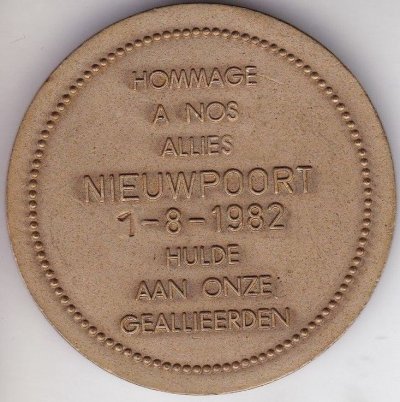 HOMMAGE
A NOS
ALLIES
NIEUWPOORT
1-8-1982
HULDE
AAN ONZE
GEALLIEERDEN